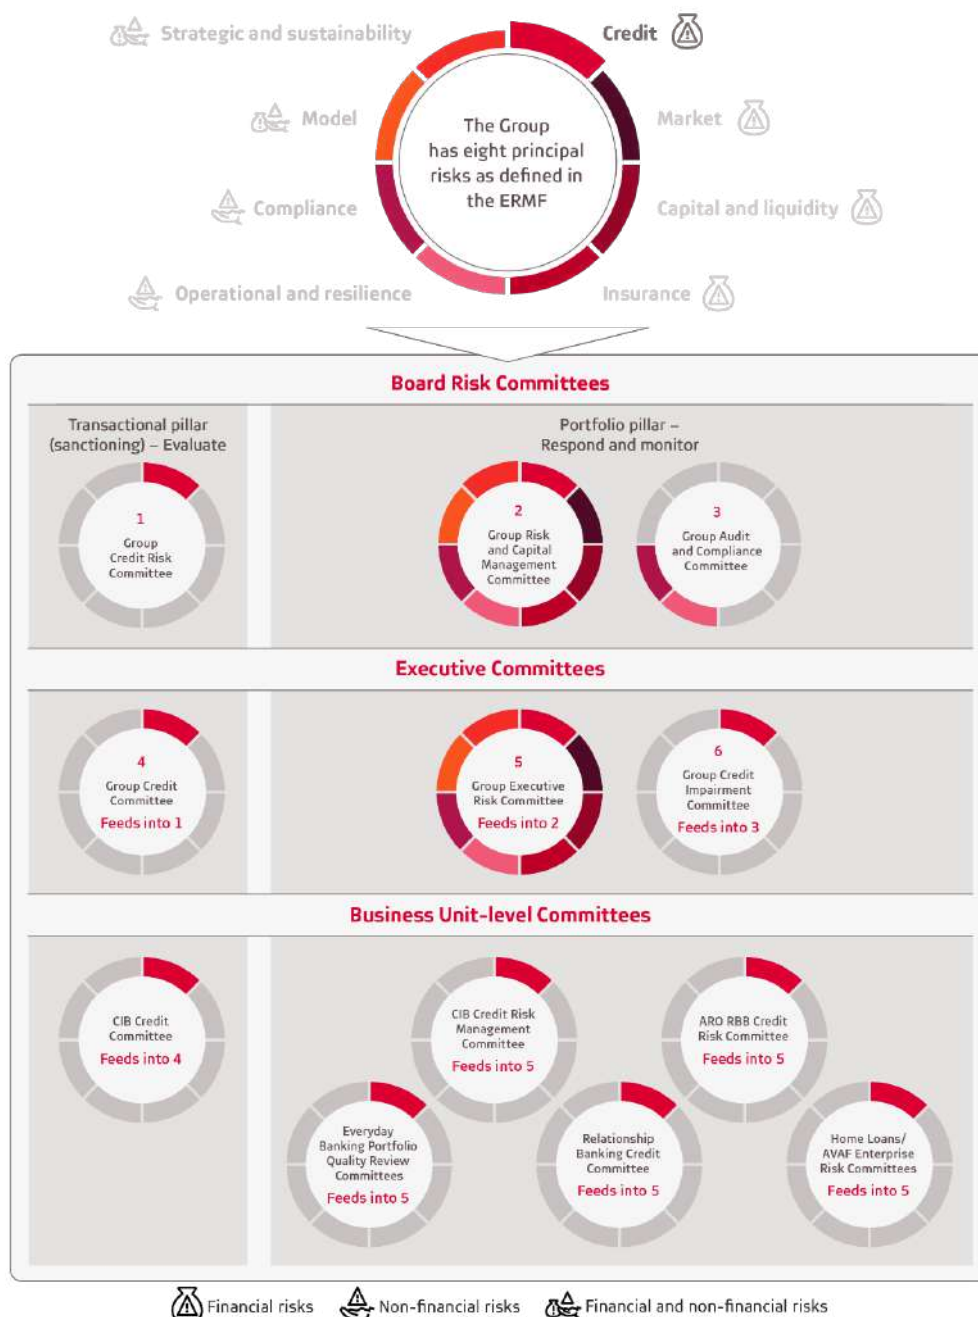 Strategic and sustainability
Credit
Model
Market
The Group
has eight principal
risks as defined in
the ERMF
Compliance
Capital and liquidity
Operational and resilience
Insurance
Board Risk Committees
Transactional pillar
(sanctioning) – Evaluate
Portfolio pillar –
Respond and monitor
1
Group
Credit Risk
Committee
2
Group Risk
and Capital
Management
Committee
3
Group Audit
and Compliance
Committee
Executive Committees
4
Group Credit
Committee
Feeds into 1
5
Group Executive
Risk Committee
Feeds into 2
6
Group Credit
Impairment
Committee
Feeds into 3
Business Unit-level Committees
CIB Credit
Committee
Feeds into 4
CIB Credit Risk
Management
Committee
Feeds into 5
ARO RBB Credit
Risk Committee
Feeds into 5
Everyday
Banking Portfolio
Quality Review
Committees
Feeds into 5
Relationship
Banking Credit
Committee
Feeds into 5
Home Loans/
AVAF Enterprise
Risk Committees
Feeds into 5
Financial risks
Non-financial risks
Financial and non-financial risks